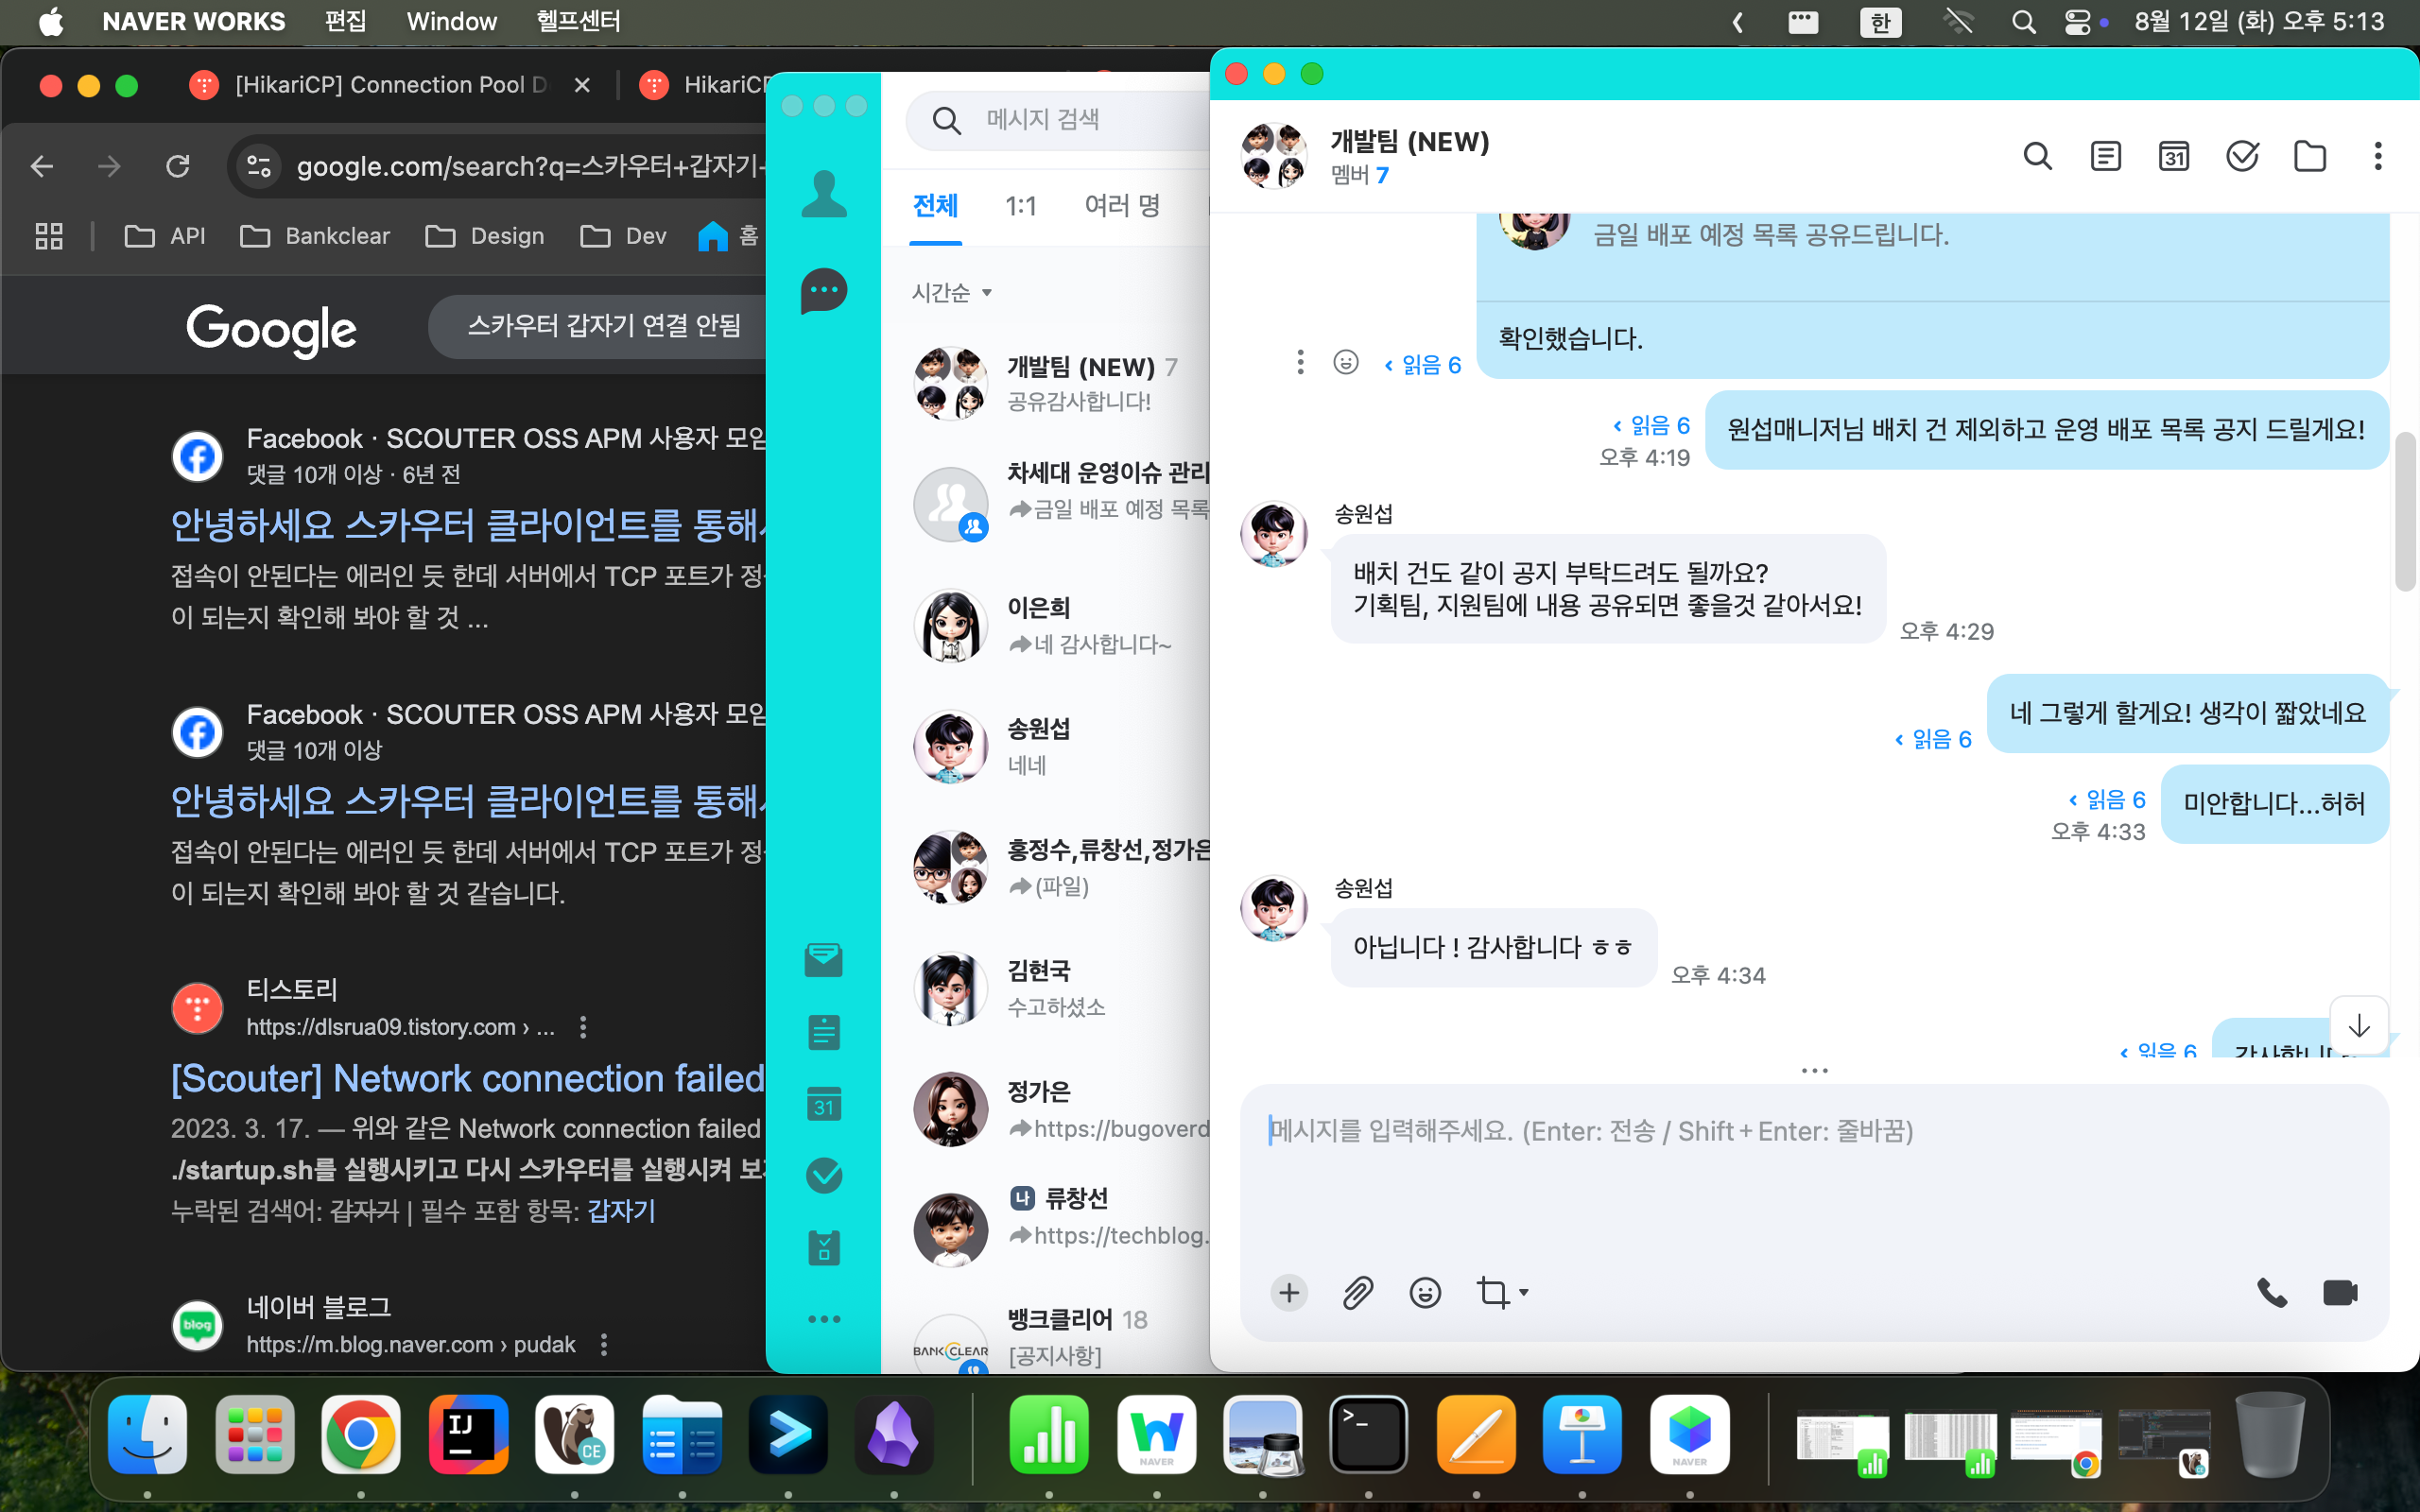 NAVER WORKS 편집 Window 헬프센터
한 8월 12일 (화) 오후 5:13
[HikariCP] Connection Pool D
HikariCP
google.com/search?q=스카우터+갑자기+
API Bankclear Design Dev 홈
Google
스카우터 갑자기 연결 안됨
Facebook · SCOUTER OSS APM 사용자 모임
댓글 10개 이상 · 6년 전
안녕하세요 스카우터 클라이언트를 통해서
접속이 안된다는 에러인 듯 한데 서버에서 TCP 포트가 정
이 되는지 확인해 봐야 할 것 ...
Facebook · SCOUTER OSS APM 사용자 모임
댓글 10개 이상
안녕하세요 스카우터 클라이언트를 통해서
접속이 안된다는 에러인 듯 한데 서버에서 TCP 포트가 정
이 되는지 확인해 봐야 할 것 같습니다.
티스토리
https://dlsrua09.tistory.com › ...
[Scouter] Network connection failed
2023. 3. 17. — 위와 같은 Network connection failed
./startup.sh를 실행시키고 다시 스카우터를 실행시켜 보
누락된 검색어: 갑자기 | 필수 포함 항목: 갑자기
blog
네이버 블로그
https://m.blog.naver.com › pudak
31
메시지 검색
전체 1:1 여러 명
시간순
개발팀 (NEW) 7
공유감사합니다!
차세대 운영이슈 관리
금일 배포 예정 목록
이은희
네 감사합니다~
송원섭
네네
홍정수,류창선,정가은
(파일)
김현국
수고하셨소
정가은
https://bugoverd
나 류창선
https://techblog.
BANKCLEAR
뱅크클리어 18
[공지사항]
개발팀 (NEW)
멤버 7
31
금일 배포 예정 목록 공유드립니다.
확인했습니다.
읽음 6
원섭매니저님 배치 건 제외하고 운영 배포 목록 공지 드릴게요!
읽음 6
오후 4:19
송원섭
배치 건도 같이 공지 부탁드려도 될까요?
기획팀, 지원팀에 내용 공유되면 좋을것 같아서요!
오후 4:29
네 그렇게 할게요! 생각이 짧았네요
읽음 6
미안합니다...허허
읽음 6
오후 4:33
송원섭
아닙니다 ! 감사합니다 ㅎㅎ
오후 4:34
읽음 6
감사합니다
메시지를 입력해주세요. (Enter: 전송 / Shift + Enter: 줄바꿈)
IJ
CE
NAVER
>_
NAVER